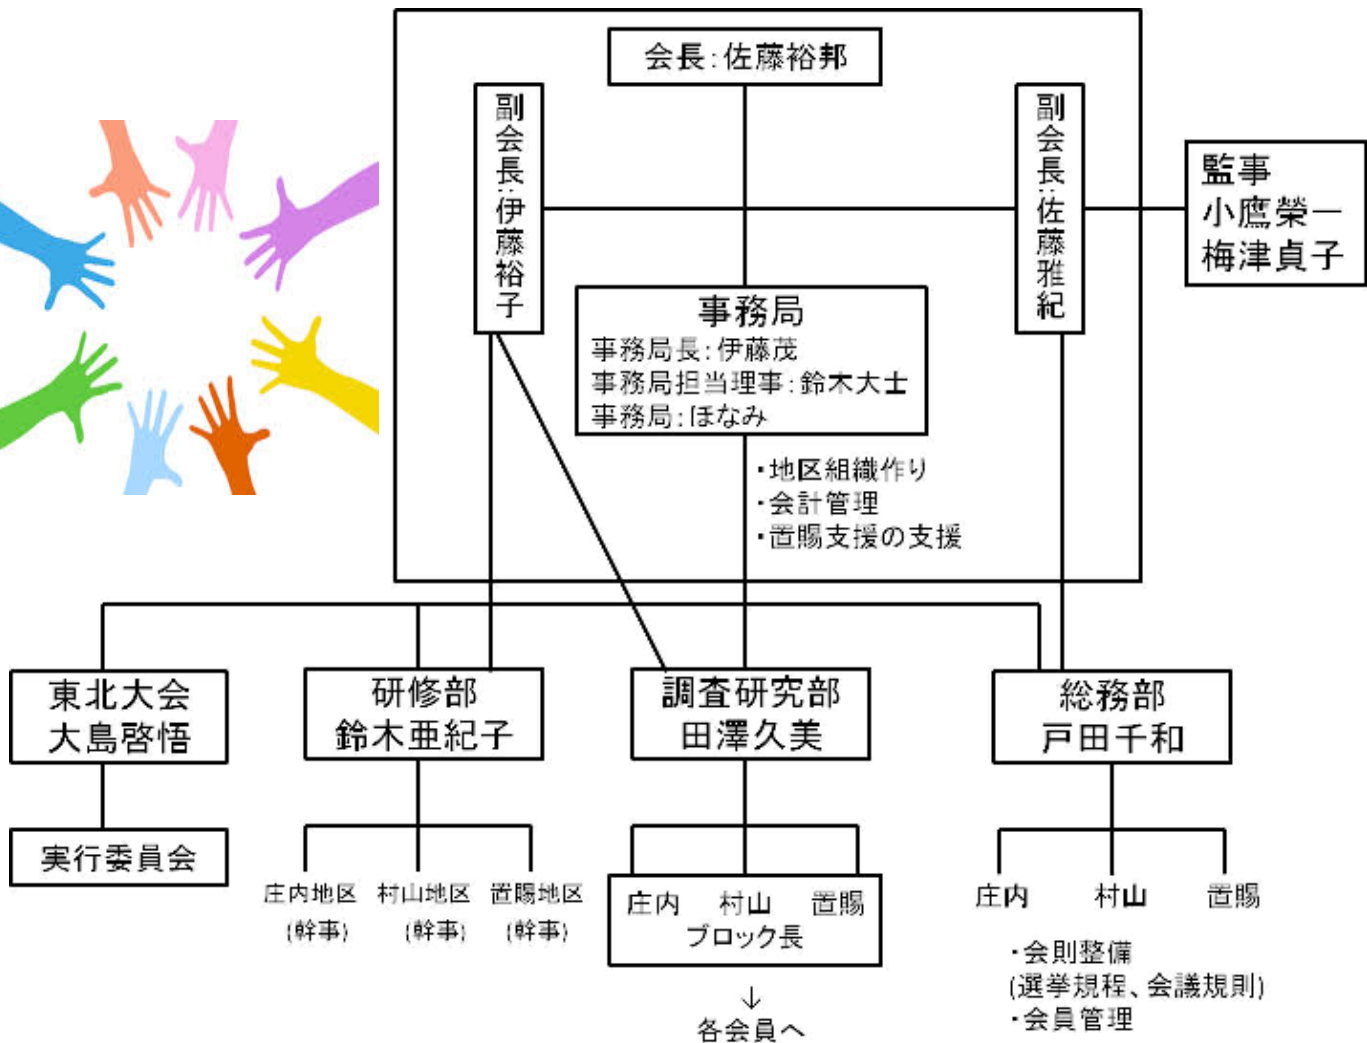 会長:佐藤裕邦
副会長:伊藤裕子
副会長:佐藤雅紀
監事
小鷹榮一
梅津貞子
事務局
事務局長:伊藤茂
事務局担当理事:鈴木大士
事務局:ほなみ
・地区組織作り
・会計管理
・置賜支援の支援
東北大会
大島啓悟
研修部
鈴木亜紀子
調査研究部
田澤久美
総務部
戸田千和
実行委員会
庄内地区 村山地区 置賜地区
(幹事) (幹事) (幹事)
庄内 村山 置賜
ブロック長
↓
各会員へ
庄内 村山 置賜
・会則整備
(選挙規程、会議規則)
・会員管理